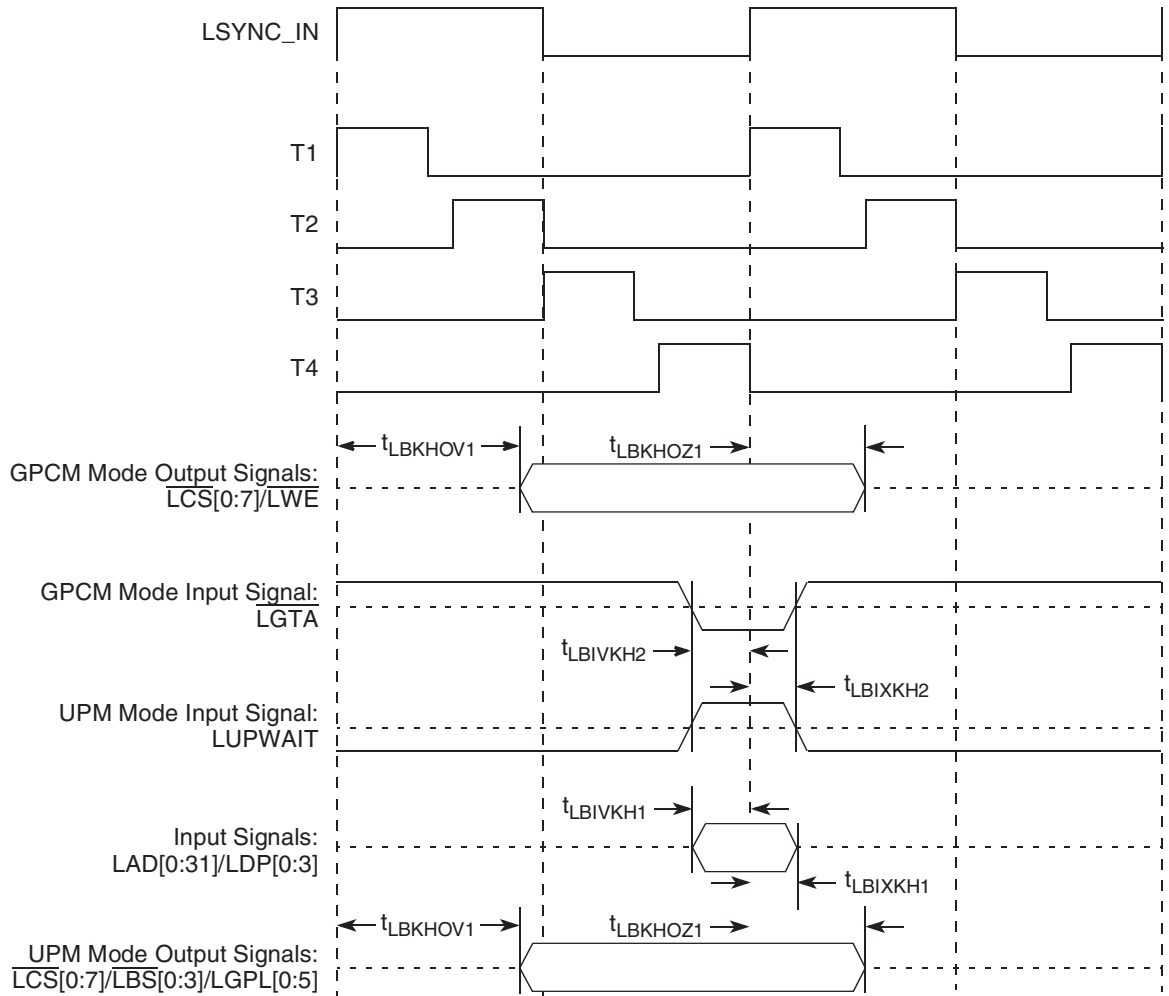 LSYNC_IN
T1
T2
T3
T4
tLBKHOV1
tLBKHOZ1
GPCM Mode Output Signals:
LCS[0:7]/LWE
GPCM Mode Input Signal:
LGTA
tLBIVKH2
tLBIXKH2
UPM Mode Input Signal:
LUPWAIT
tLBIVKH1
Input Signals:
LAD[0:31]/LDP[0:3]
tLBIXKH1
tLBKHOV1
tLBKHOZ1
UPM Mode Output Signals:
LCS[0:7]/LBS[0:3]/LGPL[0:5]